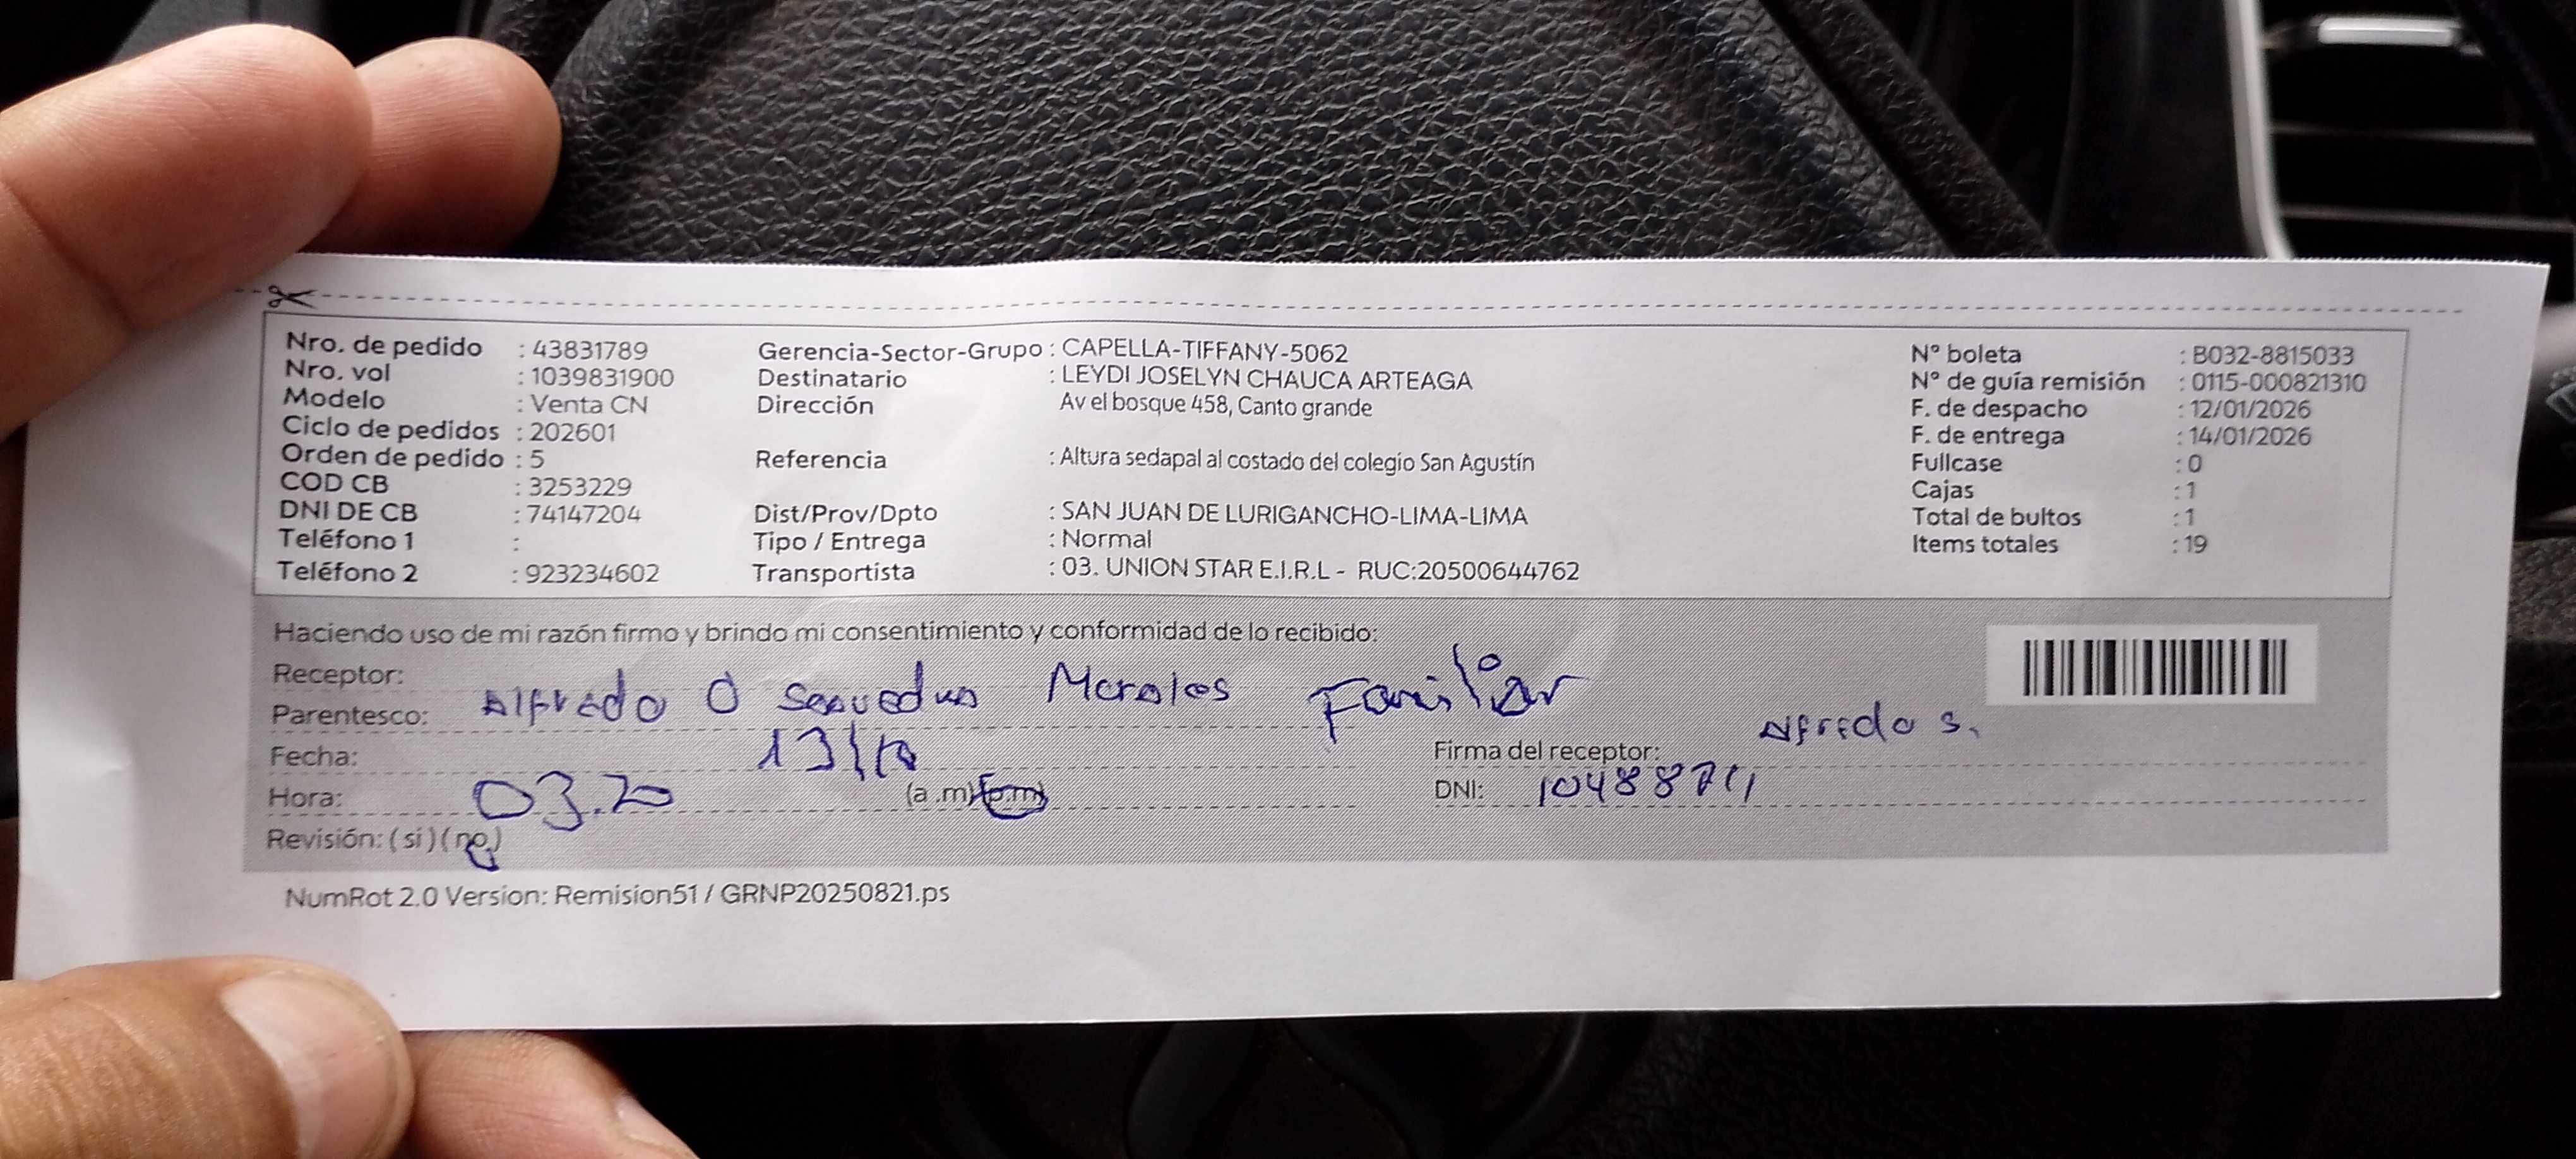 Nro. de pedido : 43831789 Gerencia-Sector-Grupo : CAPELLA-TIFFANY-5062 N° boleta : B032-8815033
Nro. vol : 1039831900 Destinatario : LEYDI JOSELYN CHAUCA ARTEAGA N° de guía remisión : 0115-000821310
Modelo : Venta CN Dirección Av el bosque 458, Canto grande F. de despacho : 12/01/2026
Ciclo de pedidos : 202601 F. de entrega : 14/01/2026
Orden de pedido : 5 Referencia : Altura sedapal al costado del colegio San Agustín Fullcase : 0
COD CB : 3253229 Cajas : 1
DNI DE CB : 74147204 Dist/Prov/Dpto : SAN JUAN DE LURIGANCHO-LIMA-LIMA Total de bultos : 1
Teléfono 1 : Tipo / Entrega : Normal Items totales : 19
Teléfono 2 : 923234602 Transportista : 03. UNION STAR E.I.R.L - RUC:20500644762
Haciendo uso de mi razón firmo y brindo mi consentimiento y conformidad de lo recibido:
Receptor: Alfredo O Morales Familiar
Parentesco:
Fecha: Firma del receptor: Alfredo S.
Hora: 03.20 (a .m)(p.m) DNI:
Revisión: ( sí ) ( no )
NumRot 2.0 Version: Remision51 / GRNP20250821.ps